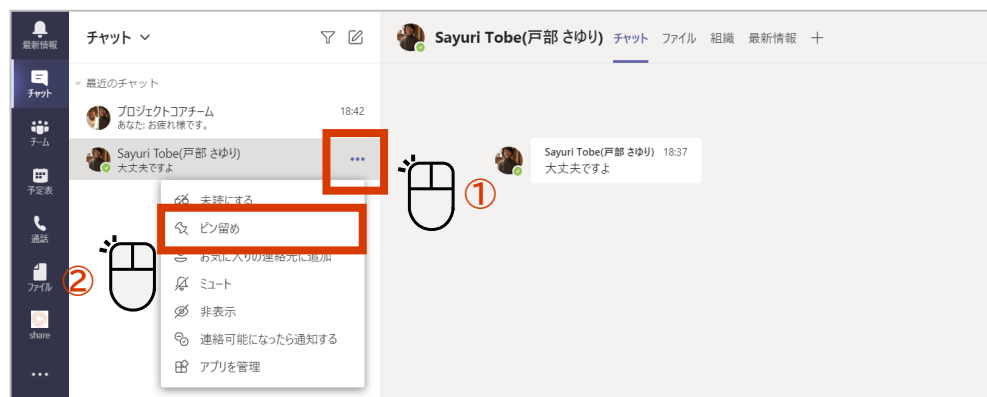 最新情報
チャット
チーム
予定表
通話
ファイル
share
チャット
最近のチャット
プロジェクトコアチーム 18:42
あなた: お疲れ様です。
Sayuri Tobe(戸部 さゆり)
大丈夫ですよ
未読にする
ピン留め
お気に入りの連絡先に追加
ミュート
非表示
連絡可能になったら通知する
アプリを管理
①
②
Sayuri Tobe(戸部 さゆり) チャット ファイル 組織 最新情報
Sayuri Tobe(戸部 さゆり) 18:37
大丈夫ですよ